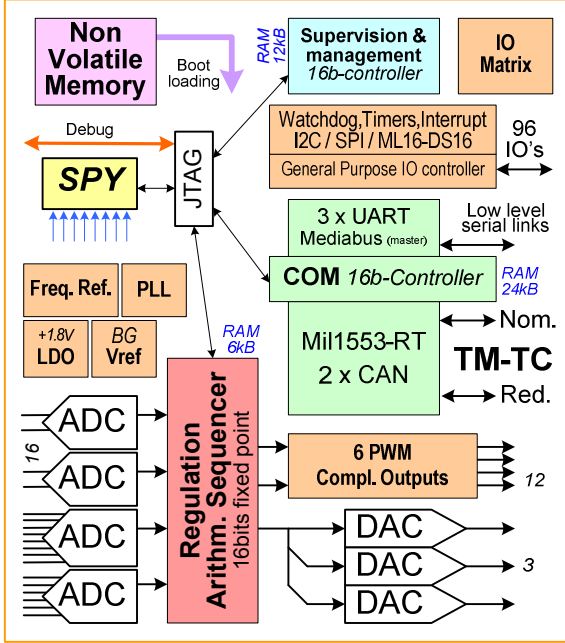 Non
Volatile
Memory
Boot
loading
RAM
12kB
Supervision &
management
16b-controller
IO
Matrix
Debug
JTAG
SPY
Watchdog,Timers,Interrupt
I2C / SPI / ML16-DS16
General Purpose IO controller
96
IO's
3 x UART
Mediabus (master)
Low level
serial links
COM 16b-Controller
RAM
24kB
Freq. Ref.
PLL
+1.8V
LDO
BG
Vref
RAM
6kB
Mil1553-RT
2 x CAN
Nom.
TM-TC
Red.
16
ADC
ADC
ADC
ADC
Regulation
Arithm. Sequencer
16bits fixed point
6 PWM
Compl. Outputs
12
DAC
DAC
DAC
3